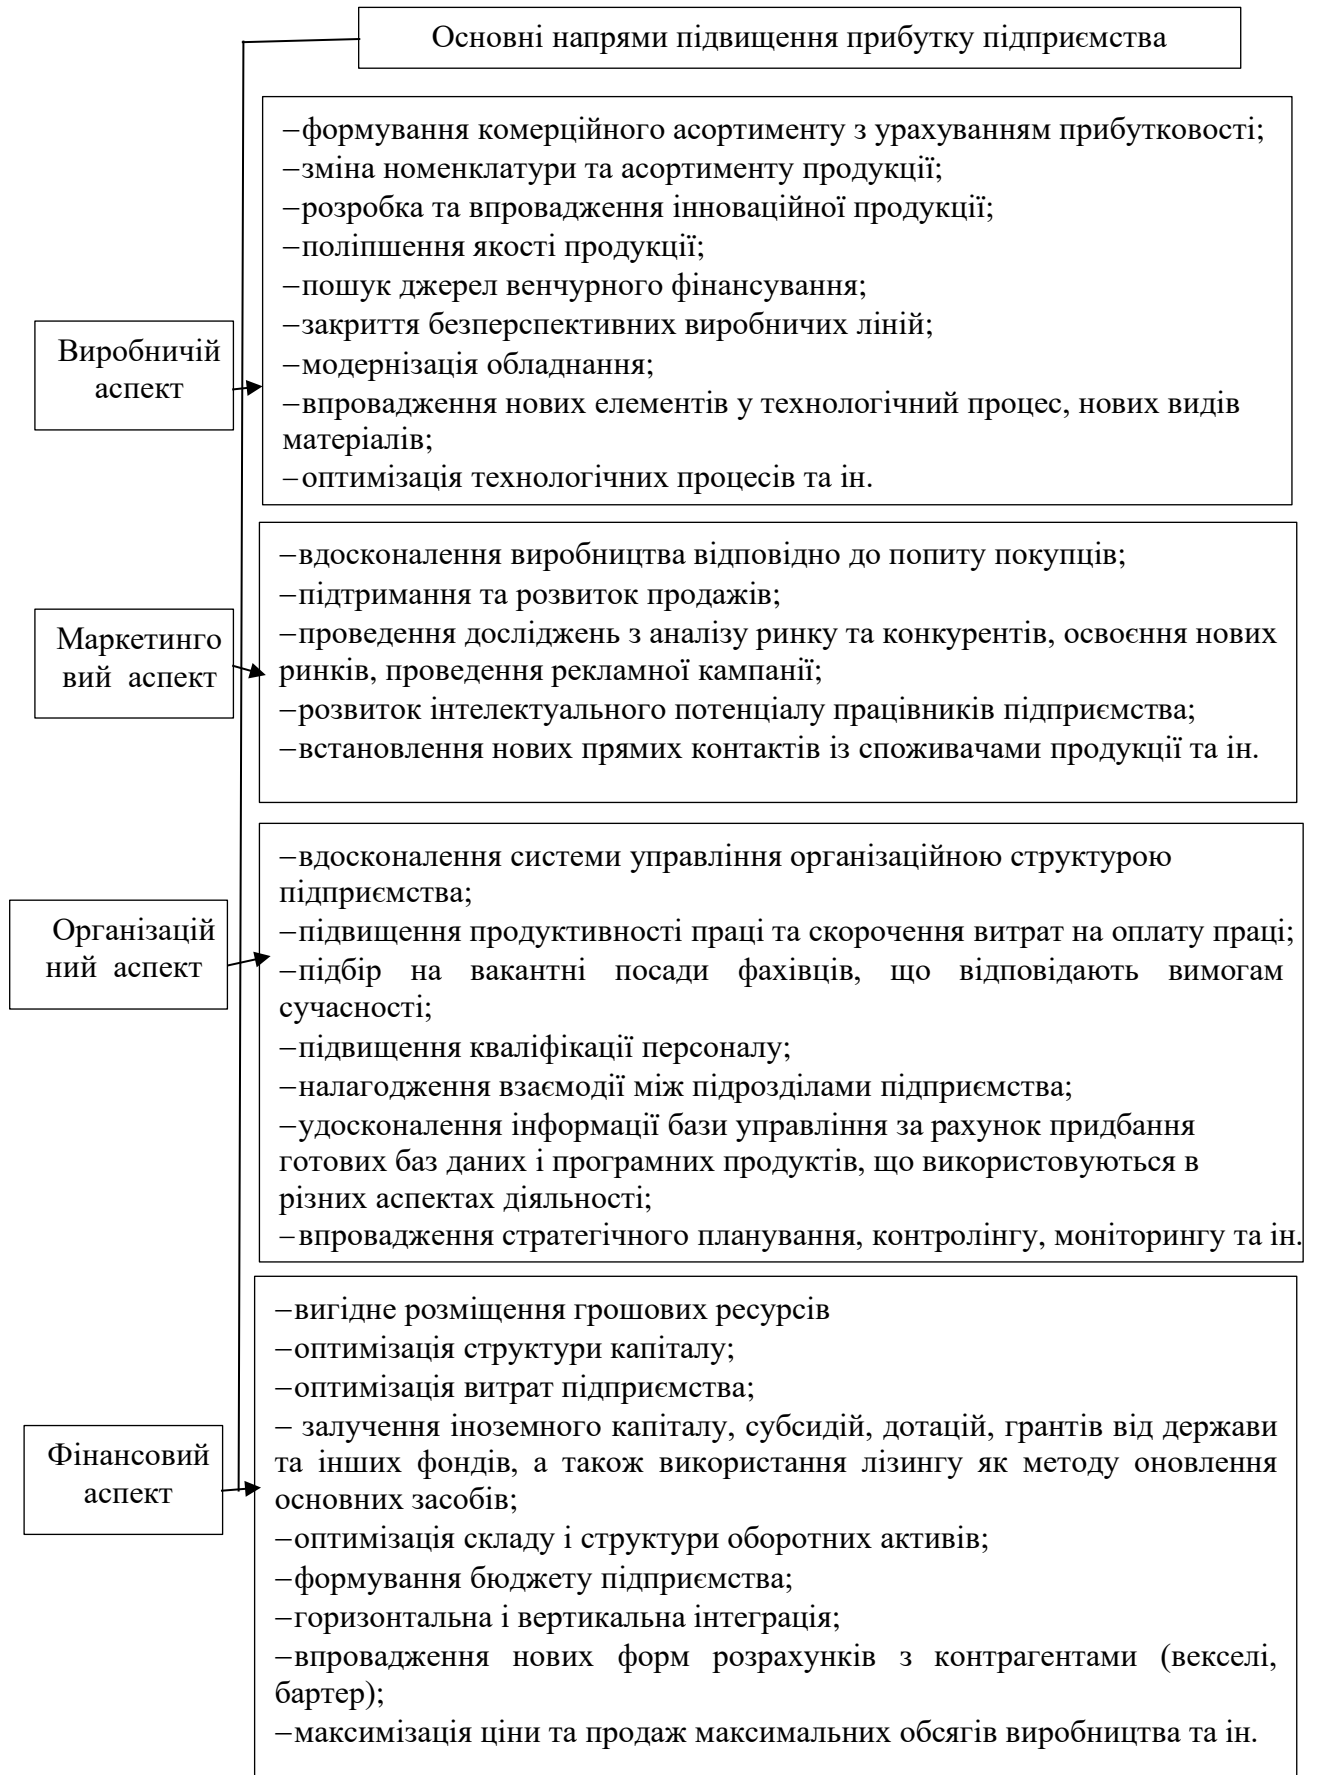 Основні напрями підвищення прибутку підприємства
–формування комерційного асортименту з урахуванням прибутковості;
–зміна номенклатури та асортименту продукції;
–розробка та впровадження інноваційної продукції;
–поліпшення якості продукції;
–пошук джерел венчурного фінансування;
–закриття безперспективних виробничих ліній;
–модернізація обладнання;
–впровадження нових елементів у технологічний процес, нових видів
матеріалів;
–оптимізація технологічних процесів та ін.
Виробничій
аспект
–вдосконалення виробництва відповідно до попиту покупців;
–підтримання та розвиток продажів;
–проведення досліджень з аналізу ринку та конкурентів, освоєння нових
ринків, проведення рекламної кампанії;
–розвиток інтелектуального потенціалу працівників підприємства;
–встановлення нових прямих контактів із споживачами продукції та ін.
Маркетинго
вий аспект
–вдосконалення системи управління організаційною структурою
підприємства;
–підвищення продуктивності праці та скорочення витрат на оплату праці;
–підбір на вакантні посади фахівців, що відповідають вимогам
сучасності;
–підвищення кваліфікації персоналу;
–налагодження взаємодії між підрозділами підприємства;
–удосконалення інформації бази управління за рахунок придбання
готових баз даних і програмних продуктів, що використовуються в
різних аспектах діяльності;
–впровадження стратегічного планування, контролінгу, моніторингу та ін.
Організацій
ний аспект
–вигідне розміщення грошових ресурсів
–оптимізація структури капіталу;
–оптимізація витрат підприємства;
– залучення іноземного капіталу, субсидій, дотацій, грантів від держави
та інших фондів, а також використання лізингу як методу оновлення
основних засобів;
–оптимізація складу і структури оборотних активів;
–формування бюджету підприємства;
–горизонтальна і вертикальна інтеграція;
–впровадження нових форм розрахунків з контрагентами (векселі,
бартер);
–максимізація ціни та продаж максимальних обсягів виробництва та ін.
Фінансовий
аспект